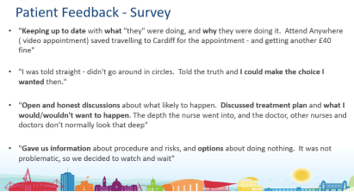 Patient Feedback - Survey
• "Keeping up to date with what "they" were doing, and why they were doing it. Attend Anywhere
( video appointment) saved travelling to Cardiff for the appointment - and getting another £40
fine"
• "I was told straight - didn't go around in circles. Told the truth and I could make the choice I
wanted then."
• "Open and honest discussions about what likely to happen. Discussed treatment plan and what I
would/wouldn't want to happen. The depth the nurse went into, and the doctor, other nurses and
doctors don't normally look that deep"
• "Gave us information about procedure and risks, and options about doing nothing. It was not
problematic, so we decided to watch and wait"